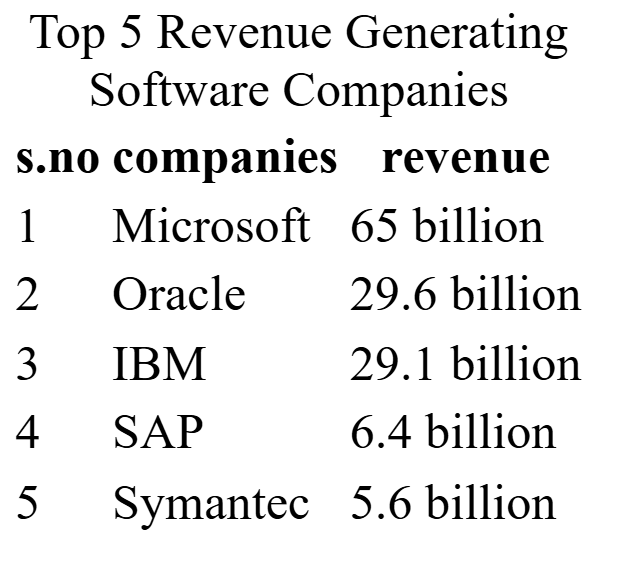 Top 5 Revenue Generating
Software Companies
s.no companies revenue
1 Microsoft 65 billion
2 Oracle 29.6 billion
3 IBM 29.1 billion
4 SAP 6.4 billion
5 Symantec 5.6 billion